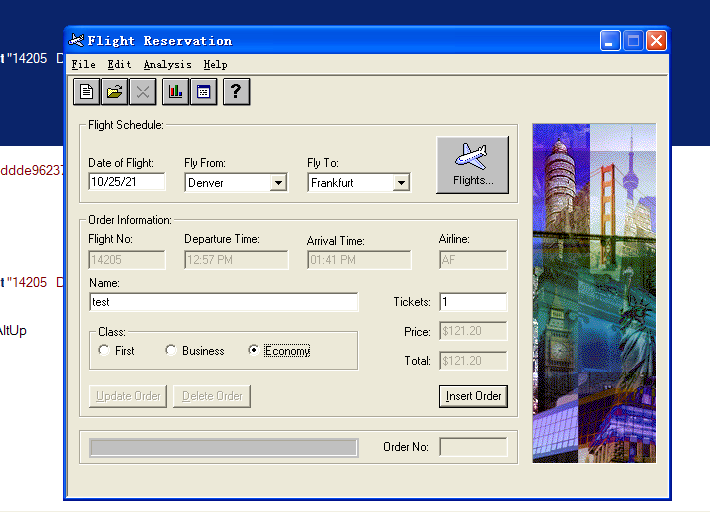 Flight Reservation
File Edit Analysis Help
t "14205 D
ddde96237
t "14205 D
AltUp
Flight Schedule:
Date of Flight: Fly From: Fly To:
10/25/21 Denver Frankfurt Flights...
Order Information:
Flight No: Departure Time: Arrival Time: Airline:
14205 12:57 PM 01:41 PM AF
Name:
test Tickets: 1
Class: Price: $121.20
First Business Economy
Total: $121.20
Update Order Delete Order Insert Order
Order No: